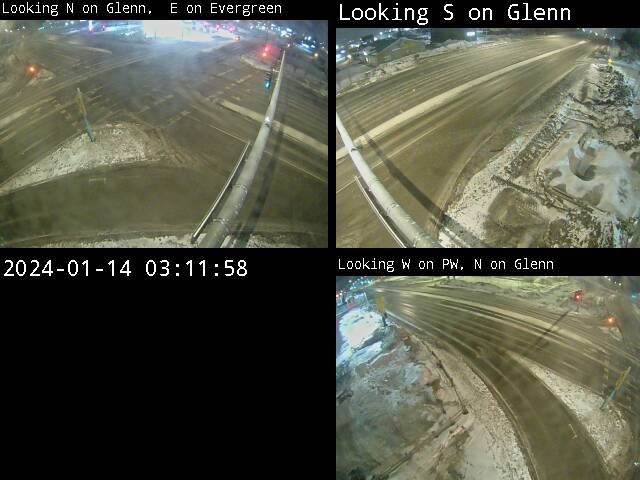 Looking N on Glenn,  E on Evergreen
Looking S on Glenn
2024-01-14 03:11:58
Looking W on PW, N on Glenn